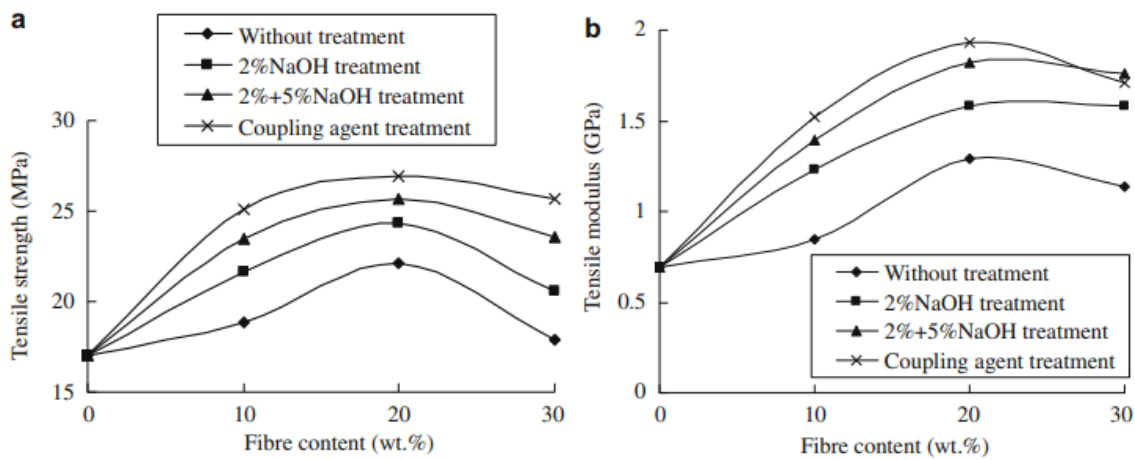 a
Without treatment
2%NaOH treatment
2%+5%NaOH treatment
Coupling agent treatment
30
25
20
15
Tensile strength (MPa)
0 10 20 30
Fibre content (wt.%)
b
2
1.5
1
0.5
0
Tensile modulus (GPa)
Without treatment
2%NaOH treatment
2%+5%NaOH treatment
Coupling agent treatment
0 10 20 30
Fibre content (wt.%)